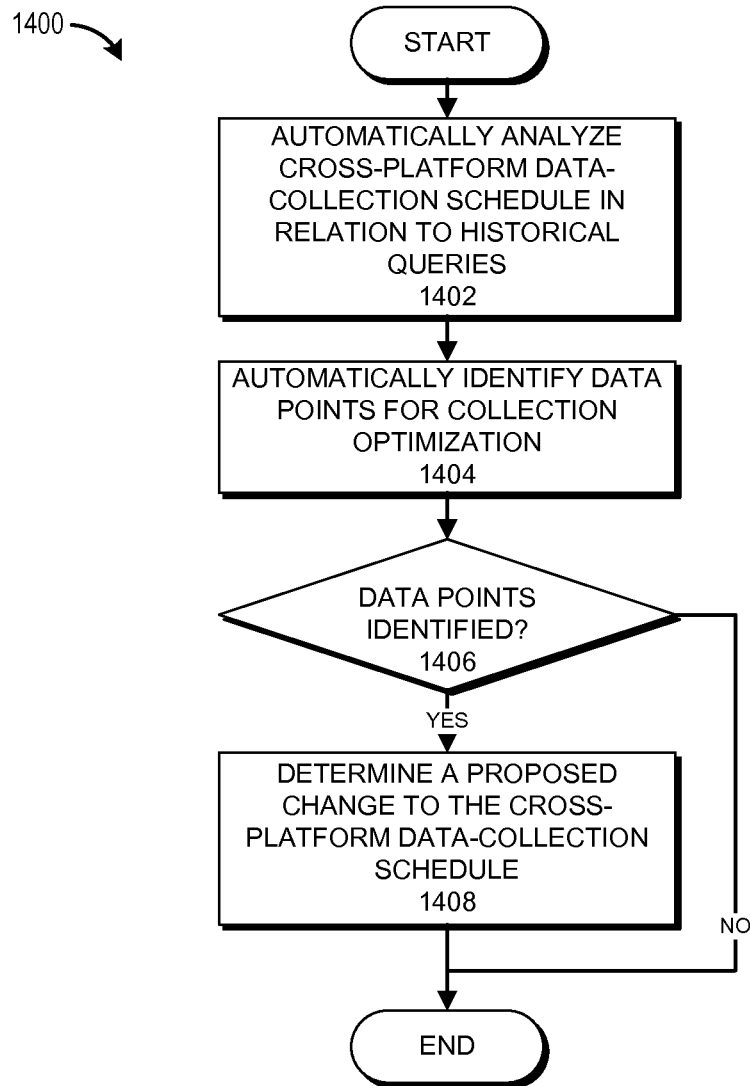 1400
START
AUTOMATICALLY ANALYZE
CROSS-PLATFORM DATA-
COLLECTION SCHEDULE IN
RELATION TO HISTORICAL
QUERIES
1402
AUTOMATICALLY IDENTIFY DATA
POINTS FOR COLLECTION
OPTIMIZATION
1404
DATA POINTS
IDENTIFIED?
1406
YES
DETERMINE A PROPOSED
CHANGE TO THE CROSS-
PLATFORM DATA-COLLECTION
SCHEDULE
1408
NO
END